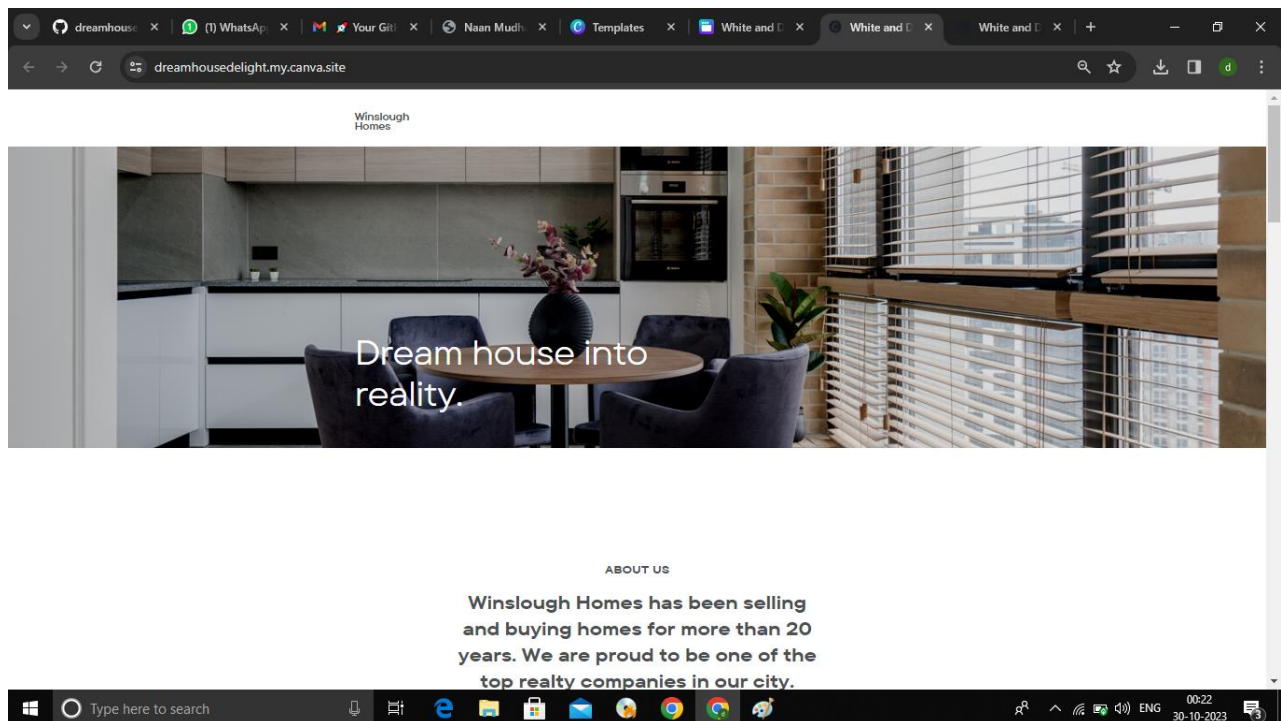 dreamhouse
(1) WhatsAp
Your Git
Naan Mudh
Templates
White and D
White and D
White and D
dreamhousedelight.my.canva.site
d
Winslough
Homes
Dream house into
reality.
ABOUT US
Winslough Homes has been selling
and buying homes for more than 20
years. We are proud to be one of the
top realty companies in our city.
Type here to search
ENG
00:22
30-10-2023
3